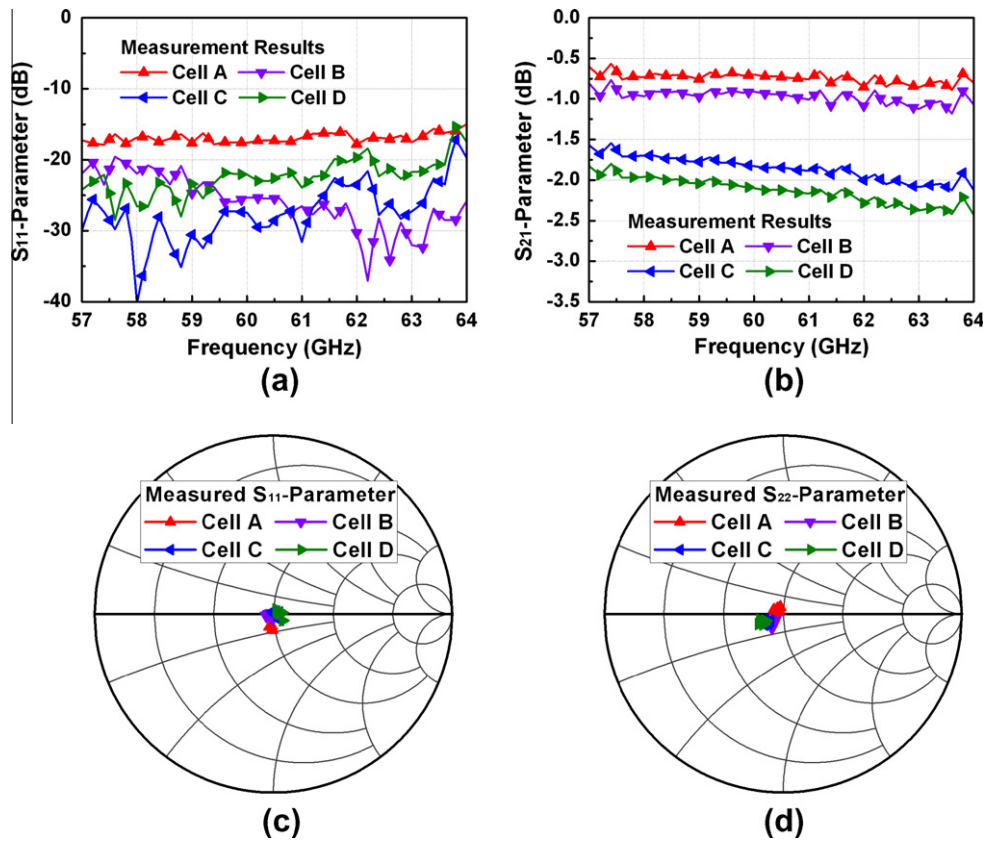 S11-Parameter (dB)
0
-10
-20
-30
-40
Measurement Results
Cell A Cell B
Cell C Cell D
57 58 59 60 61 62 63 64
Frequency (GHz)
(a)
S21-Parameter (dB)
0.0
-0.5
-1.0
-1.5
-2.0
-2.5
-3.0
-3.5
Measurement Results
Cell A Cell B
Cell C Cell D
57 58 59 60 61 62 63 64
Frequency (GHz)
(b)
Measured S11-Parameter
Cell A Cell B
Cell C Cell D
(c)
Measured S22-Parameter
Cell A Cell B
Cell C Cell D
(d)